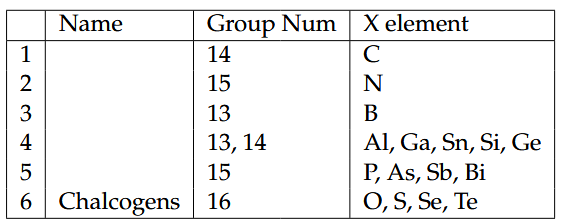 Name Group Num X element
1 14 C
2 15 N
3 13 B
4 13, 14 Al, Ga, Sn, Si, Ge
5 15 P, As, Sb, Bi
6 Chalcogens 16 O, S, Se, Te